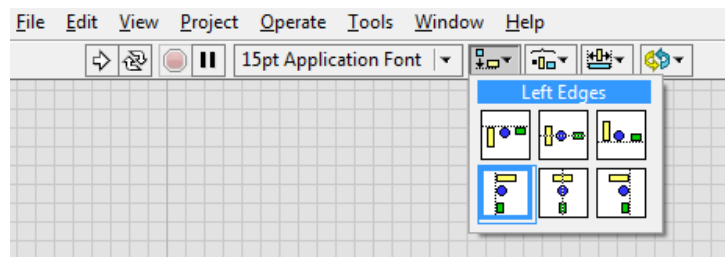 File Edit View Project Operate Tools Window Help
15pt Application Font
Left Edges